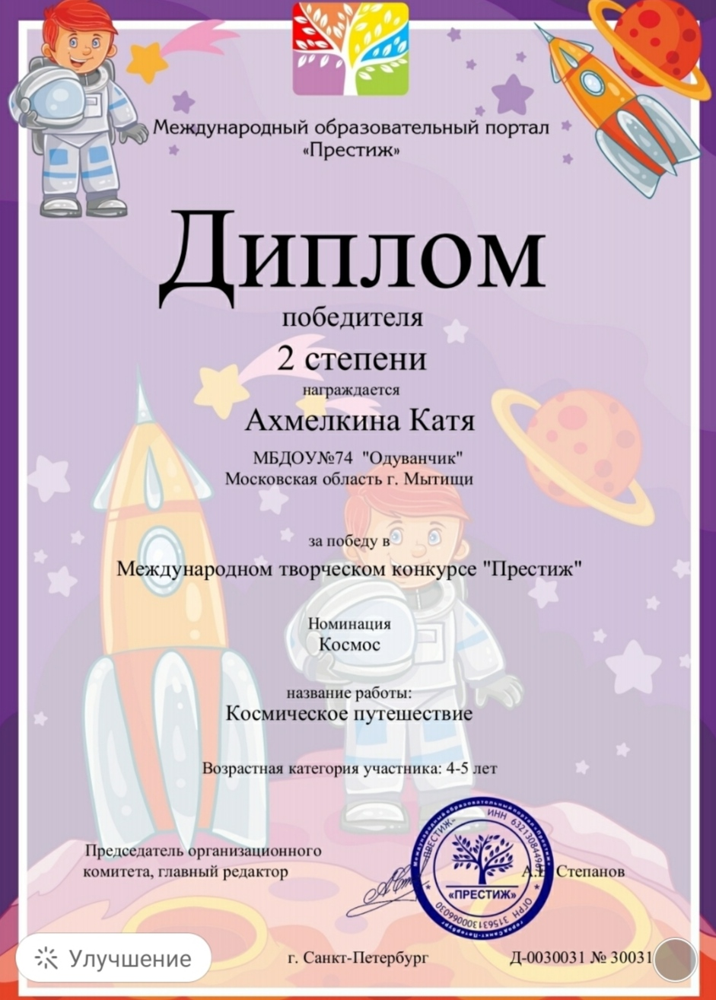 Международный образовательный портал
«Престиж»
Диплом
победителя
2 степени
награждается
Ахмелкина Катя
МБДОУ№74 "Одуванчик"
Московская область г. Мытищи
за победу в
Международном творческом конкурсе "Престиж"
Номинация
Космос
название работы:
Космическое путешествие
Возрастная категория участника: 4-5 лет
Председатель организационного
комитета, главный редактор
Степанов
«ПРЕСТИЖ»
Улучшение
г. Санкт-Петербург
Д-0030031 № 30031